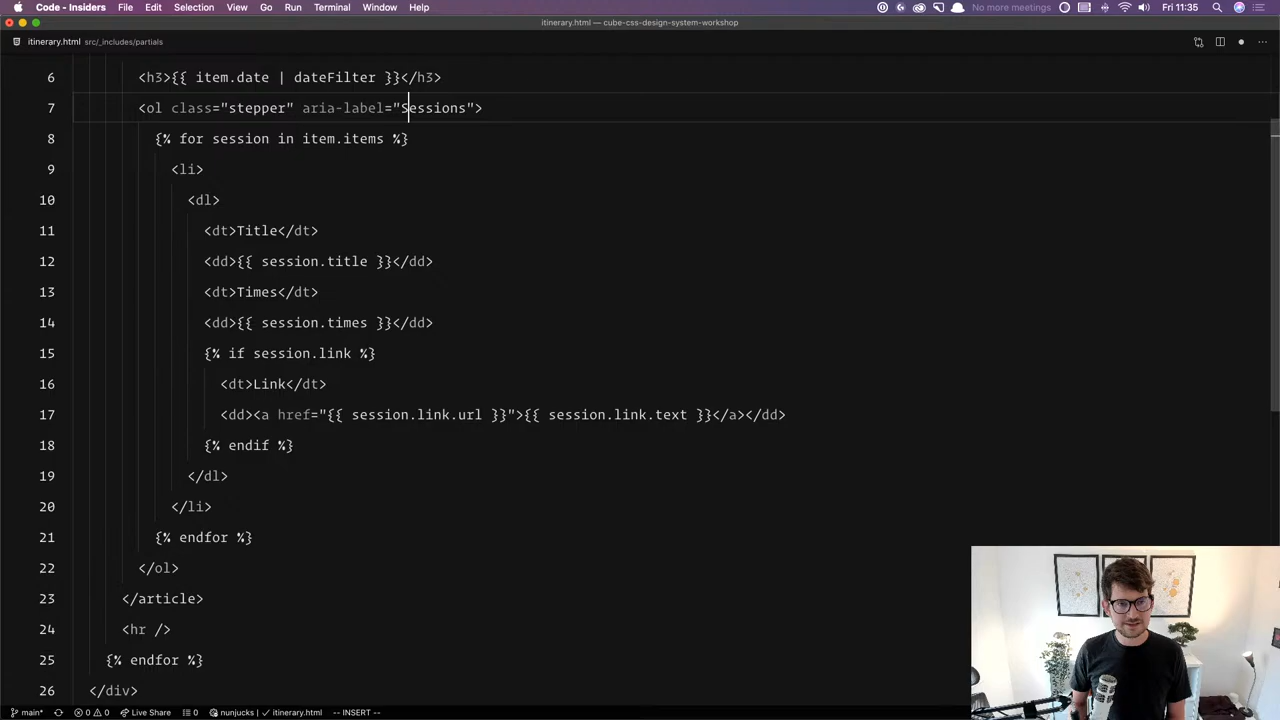 Code - Insiders File Edit Selection View Go Run Terminal Window Help No more meetings Fri 11:35
itinerary.html — cube-css-design-system-workshop
itinerary.html src/_includes/partials
6 <h3>{{ item.date | dateFilter }}</h3>
7 <ol class="stepper" aria-label="Sessions">
8 {% for session in item.items %}
9 <li>
10 <dl>
11 <dt>Title</dt>
12 <dd>{{ session.title }}</dd>
13 <dt>Times</dt>
14 <dd>{{ session.times }}</dd>
15 {% if session.link %}
16 <dt>Link</dt>
17 <dd><a href="{{ session.link.url }}">{{ session.link.text }}</a></dd>
18 {% endif %}
19 </dl>
20 </li>
21 {% endfor %}
22 </ol>
23 </article>
24 <hr />
25 {% endfor %}
26 </div>
main* 0 0 Live Share 0 nunjucks | ✓ itinerary.html -- INSERT --